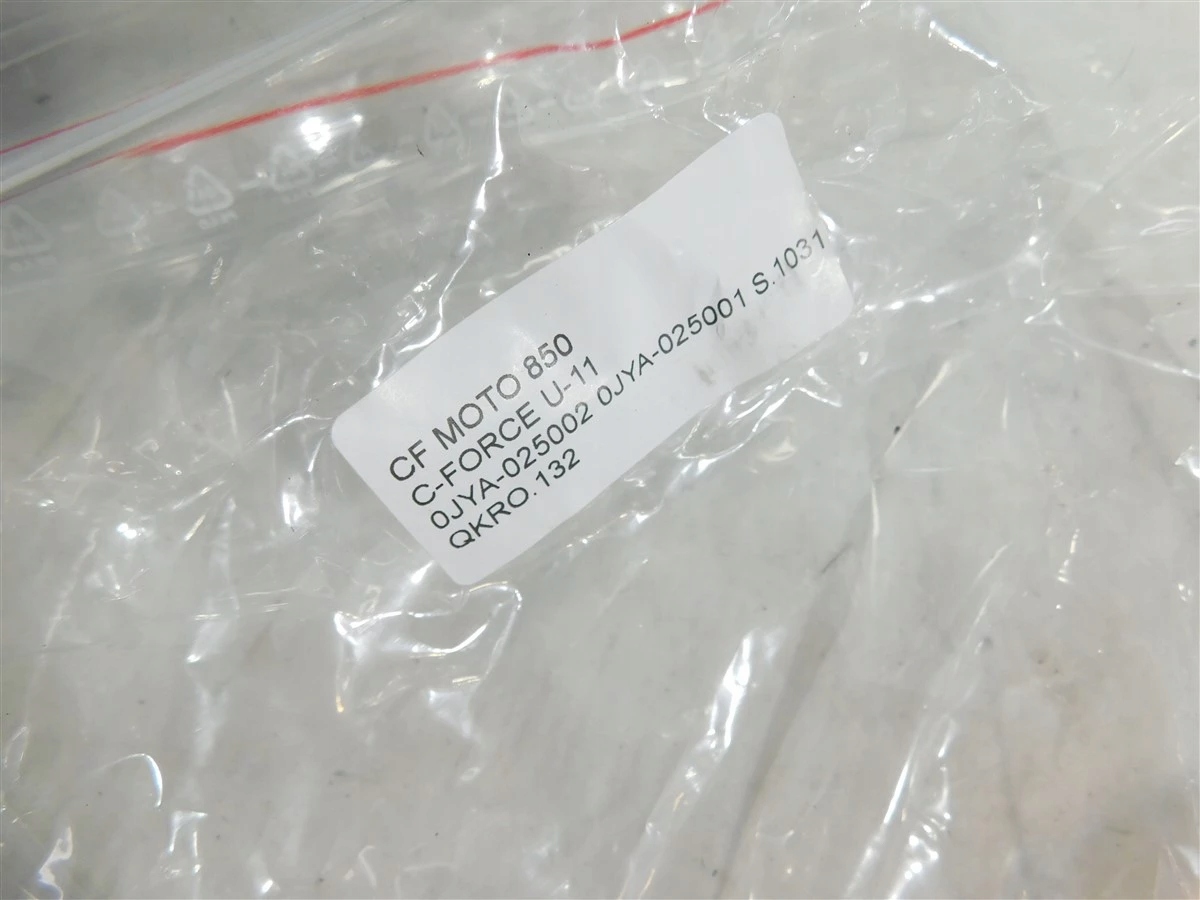 CF MOTO 850
C-FORCE U-11
0JYA-025002 0JYA-025001 S.1031
QKRO.132